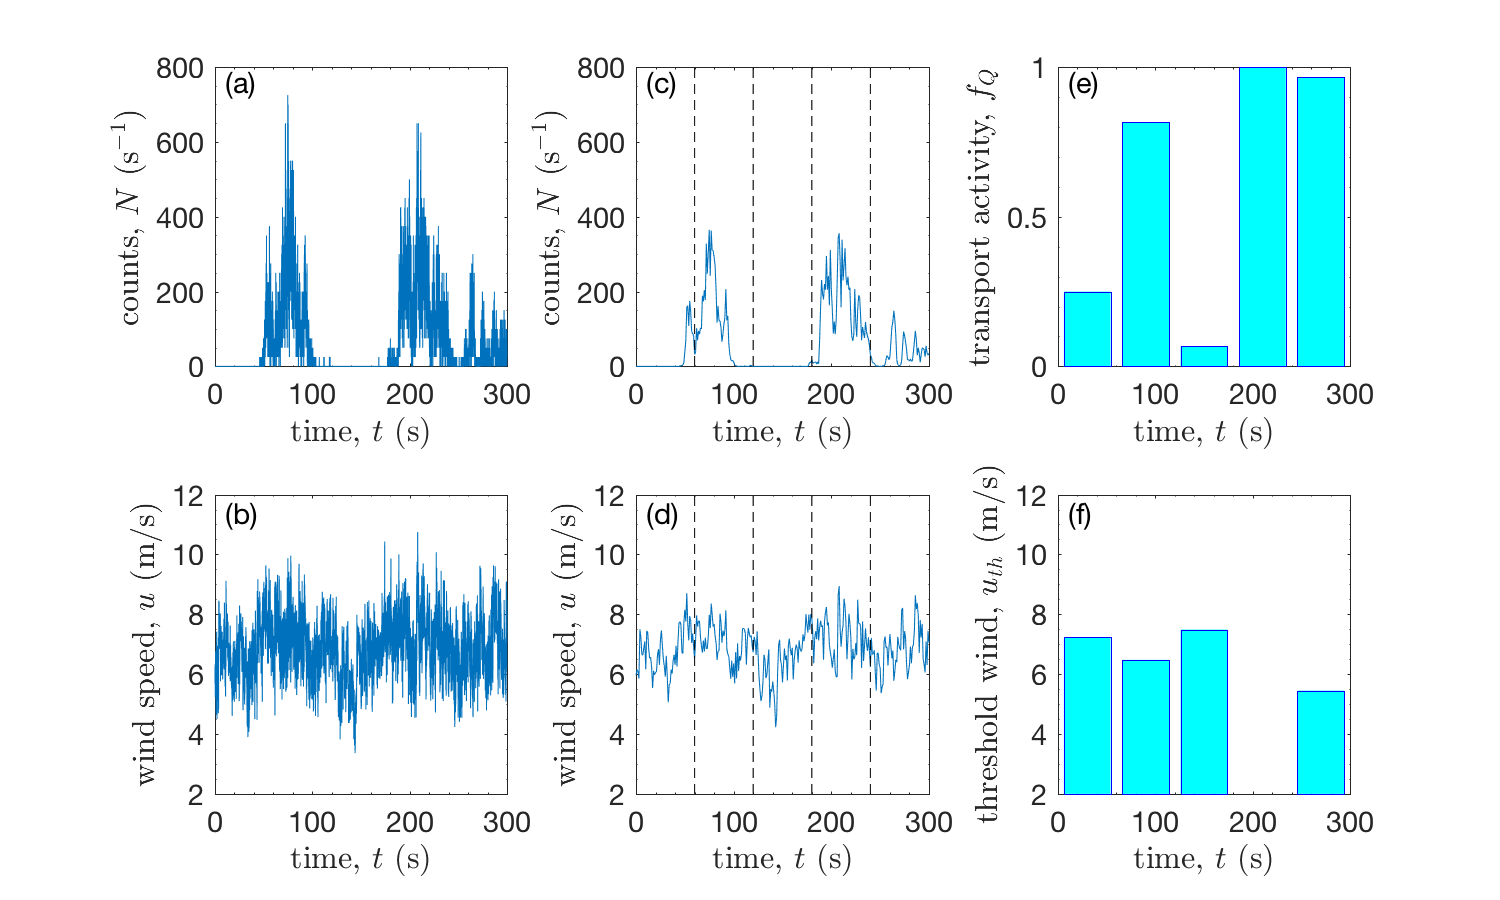 (a)
800
600
400
200
0
counts, N (s⁻¹)
0 100 200 300
time, t (s)
(c)
800
600
400
200
0
counts, N (s⁻¹)
0 100 200 300
time, t (s)
(e)
1
0.5
0
transport activity, f_Q
0 100 200 300
time, t (s)
(b)
12
10
8
6
4
2
wind speed, u (m/s)
0 100 200 300
time, t (s)
(d)
12
10
8
6
4
2
wind speed, u (m/s)
0 100 200 300
time, t (s)
(f)
12
10
8
6
4
2
threshold wind, u_th (m/s)
0 100 200 300
time, t (s)